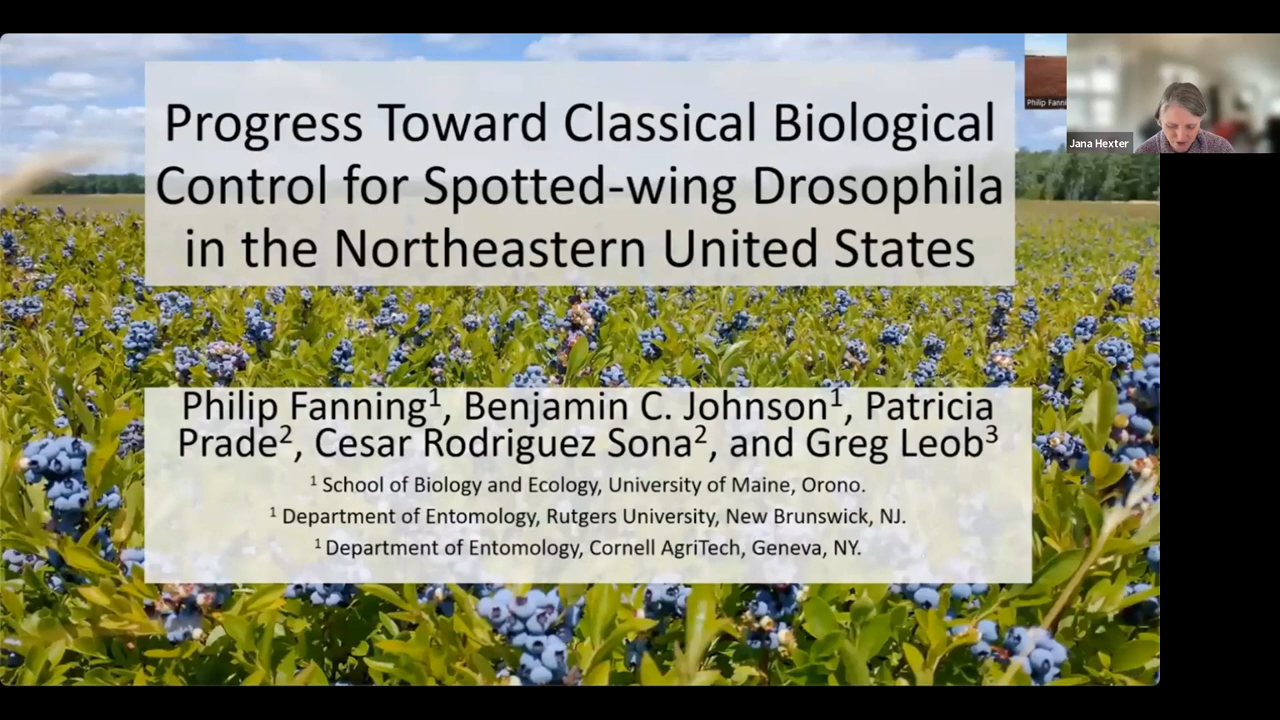 Progress Toward Classical Biological
Control for Spotted-wing Drosophila
in the Northeastern United States
Philip Fanning¹, Benjamin C. Johnson¹, Patricia
Prade², Cesar Rodriguez Sona², and Greg Leob³
¹ School of Biology and Ecology, University of Maine, Orono.
¹ Department of Entomology, Rutgers University, New Brunswick, NJ.
¹ Department of Entomology, Cornell AgriTech, Geneva, NY.
Philip Fanni
Jana Hexter